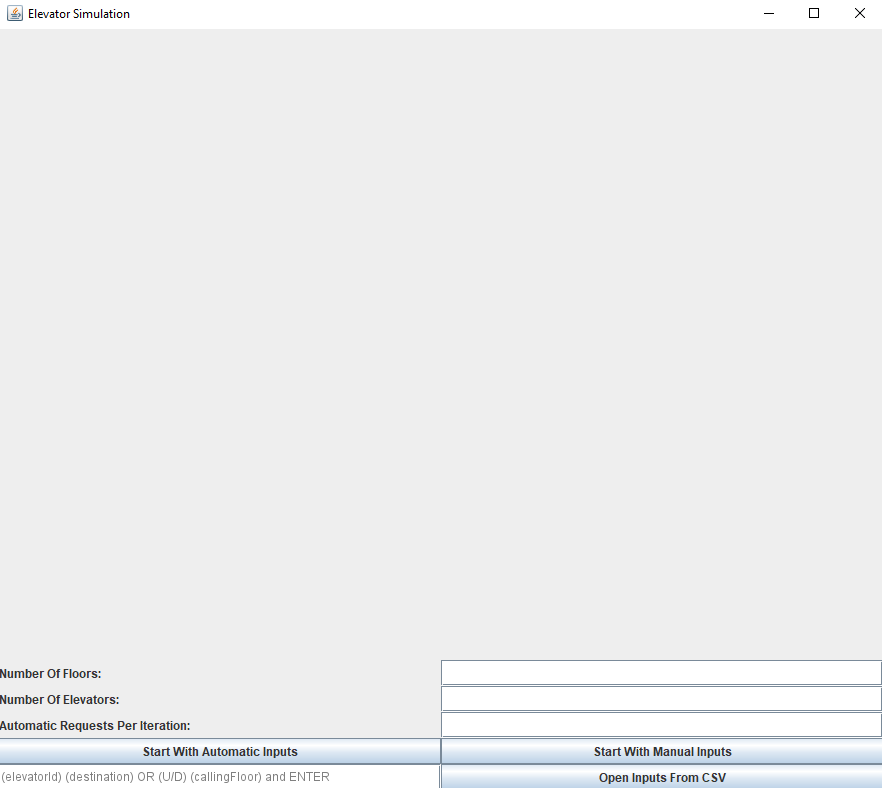 Elevator Simulation
Number Of Floors:
Number Of Elevators:
Automatic Requests Per Iteration:
Start With Automatic Inputs
Start With Manual Inputs
(elevatorId) (destination) OR (U/D) (callingFloor) and ENTER
Open Inputs From CSV